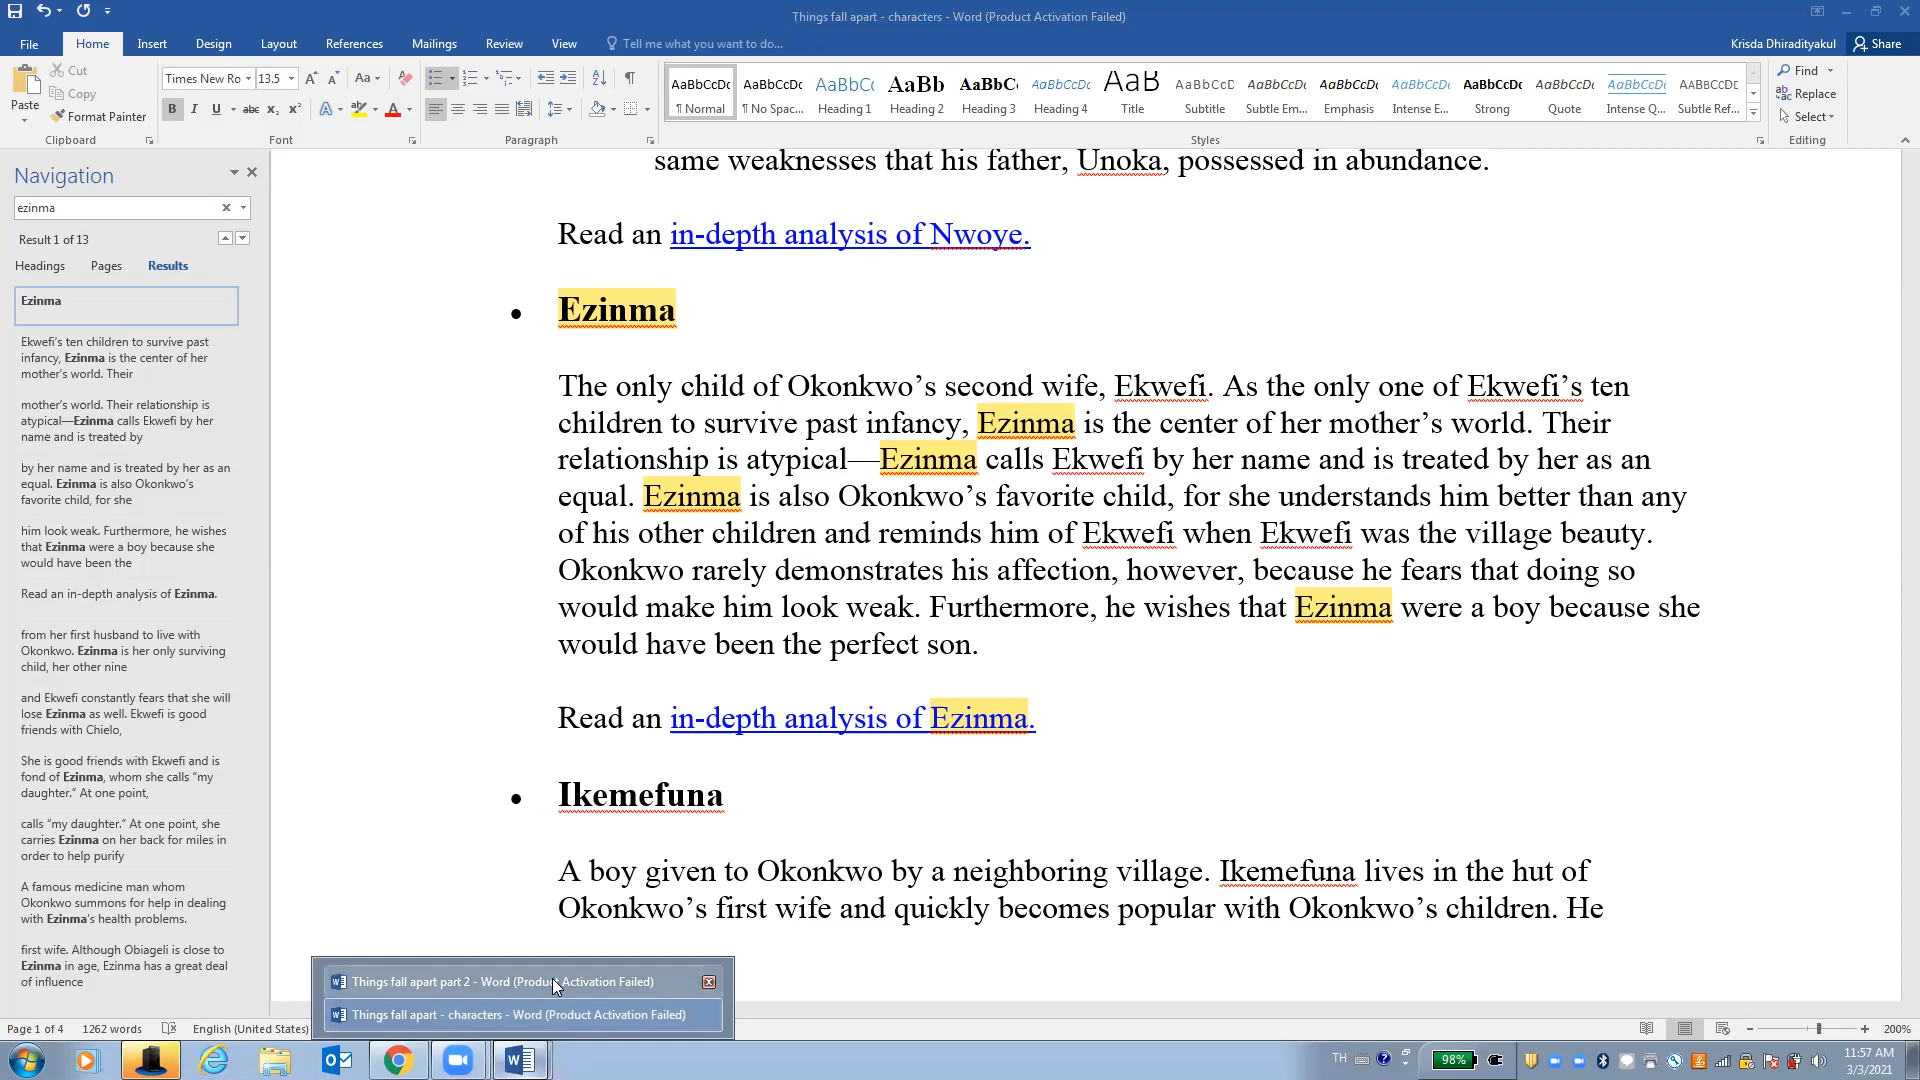 Things fall apart - characters - Word (Product Activation Failed)
File Home Insert Design Layout References Mailings Review View Tell me what you want to do... Krisda Dhiradityakul Share
Paste
Cut
Copy
Format Painter
Clipboard
Times New Ro 13.5
Font
Paragraph
AaBbCcDc AaBbCcDc AaBbC AaBb AaBbC AaBbCcDc AaB AaBbCcD AaBbCcDc AaBbCcDc AaBbCcDc AaBbCcDc AaBbCcDc AaBbCcDc AaBbCcDc
¶ Normal ¶ No Spac... Heading 1 Heading 2 Heading 3 Heading 4 Title Subtitle Subtle Em... Emphasis Intense E... Strong Quote Intense Q... Subtle Ref...
Styles
Find
Replace
Select
Editing
Navigation
ezinma
Result 1 of 13
Headings Pages Results
Ezinma
Ekwefi's ten children to survive past
infancy, Ezinma is the center of her
mother's world. Their
mother's world. Their relationship is
atypical—Ezinma calls Ekwefi by her
name and is treated by
by her name and is treated by her as an
equal. Ezinma is also Okonkwo's
favorite child, for she
him look weak. Furthermore, he wishes
that Ezinma were a boy because she
would have been the
Read an in-depth analysis of Ezinma.
from her first husband to live with
Okonkwo. Ezinma is her only surviving
child, her other nine
and Ekwefi constantly fears that she will
lose Ezinma as well. Ekwefi is good
friends with Chielo,
She is good friends with Ekwefi and is
fond of Ezinma, whom she calls “my
daughter.” At one point,
calls “my daughter.” At one point, she
carries Ezinma on her back for miles in
order to help purify
A famous medicine man whom
Okonkwo summons for help in dealing
with Ezinma's health problems.
first wife. Although Obiageli is close to
Ezinma in age, Ezinma has a great deal
of influence
same weaknesses that his father, Unoka, possessed in abundance.
Read an in-depth analysis of Nwoye.
• Ezinma
The only child of Okonkwo’s second wife, Ekwefi. As the only one of Ekwefi’s ten
children to survive past infancy, Ezinma is the center of her mother’s world. Their
relationship is atypical—Ezinma calls Ekwefi by her name and is treated by her as an
equal. Ezinma is also Okonkwo’s favorite child, for she understands him better than any
of his other children and reminds him of Ekwefi when Ekwefi was the village beauty.
Okonkwo rarely demonstrates his affection, however, because he fears that doing so
would make him look weak. Furthermore, he wishes that Ezinma were a boy because she
would have been the perfect son.
Read an in-depth analysis of Ezinma.
• Ikemefuna
A boy given to Okonkwo by a neighboring village. Ikemefuna lives in the hut of
Okonkwo’s first wife and quickly becomes popular with Okonkwo’s children. He
Things fall apart part 2 - Word (Product Activation Failed)
Things fall apart - characters - Word (Product Activation Failed)
Page 1 of 4 1262 words English (United States) 200%
TH 98% 11:57 AM
3/3/2021